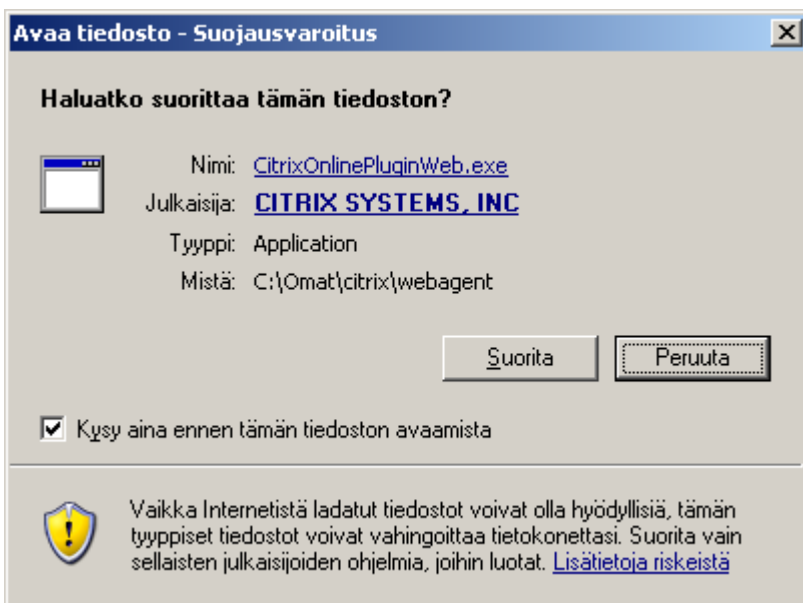 Avaa tiedosto - Suojausvaroitus
Haluatko suorittaa tämän tiedoston?
Nimi: CitrixOnlinePluginWeb.exe
Julkaisija: CITRIX SYSTEMS, INC
Tyyppi: Application
Mistä: C:\Omat\citrix\webagent
Suorita Peruuta
Kysy aina ennen tämän tiedoston avaamista
Vaikka Internetistä ladatut tiedostot voivat olla hyödyllisiä, tämän
tyyppiset tiedostot voivat vahingoittaa tietokonettasi. Suorita vain
sellaisten julkaisijoiden ohjelmia, joihin luotat. Lisätietoja riskeistä